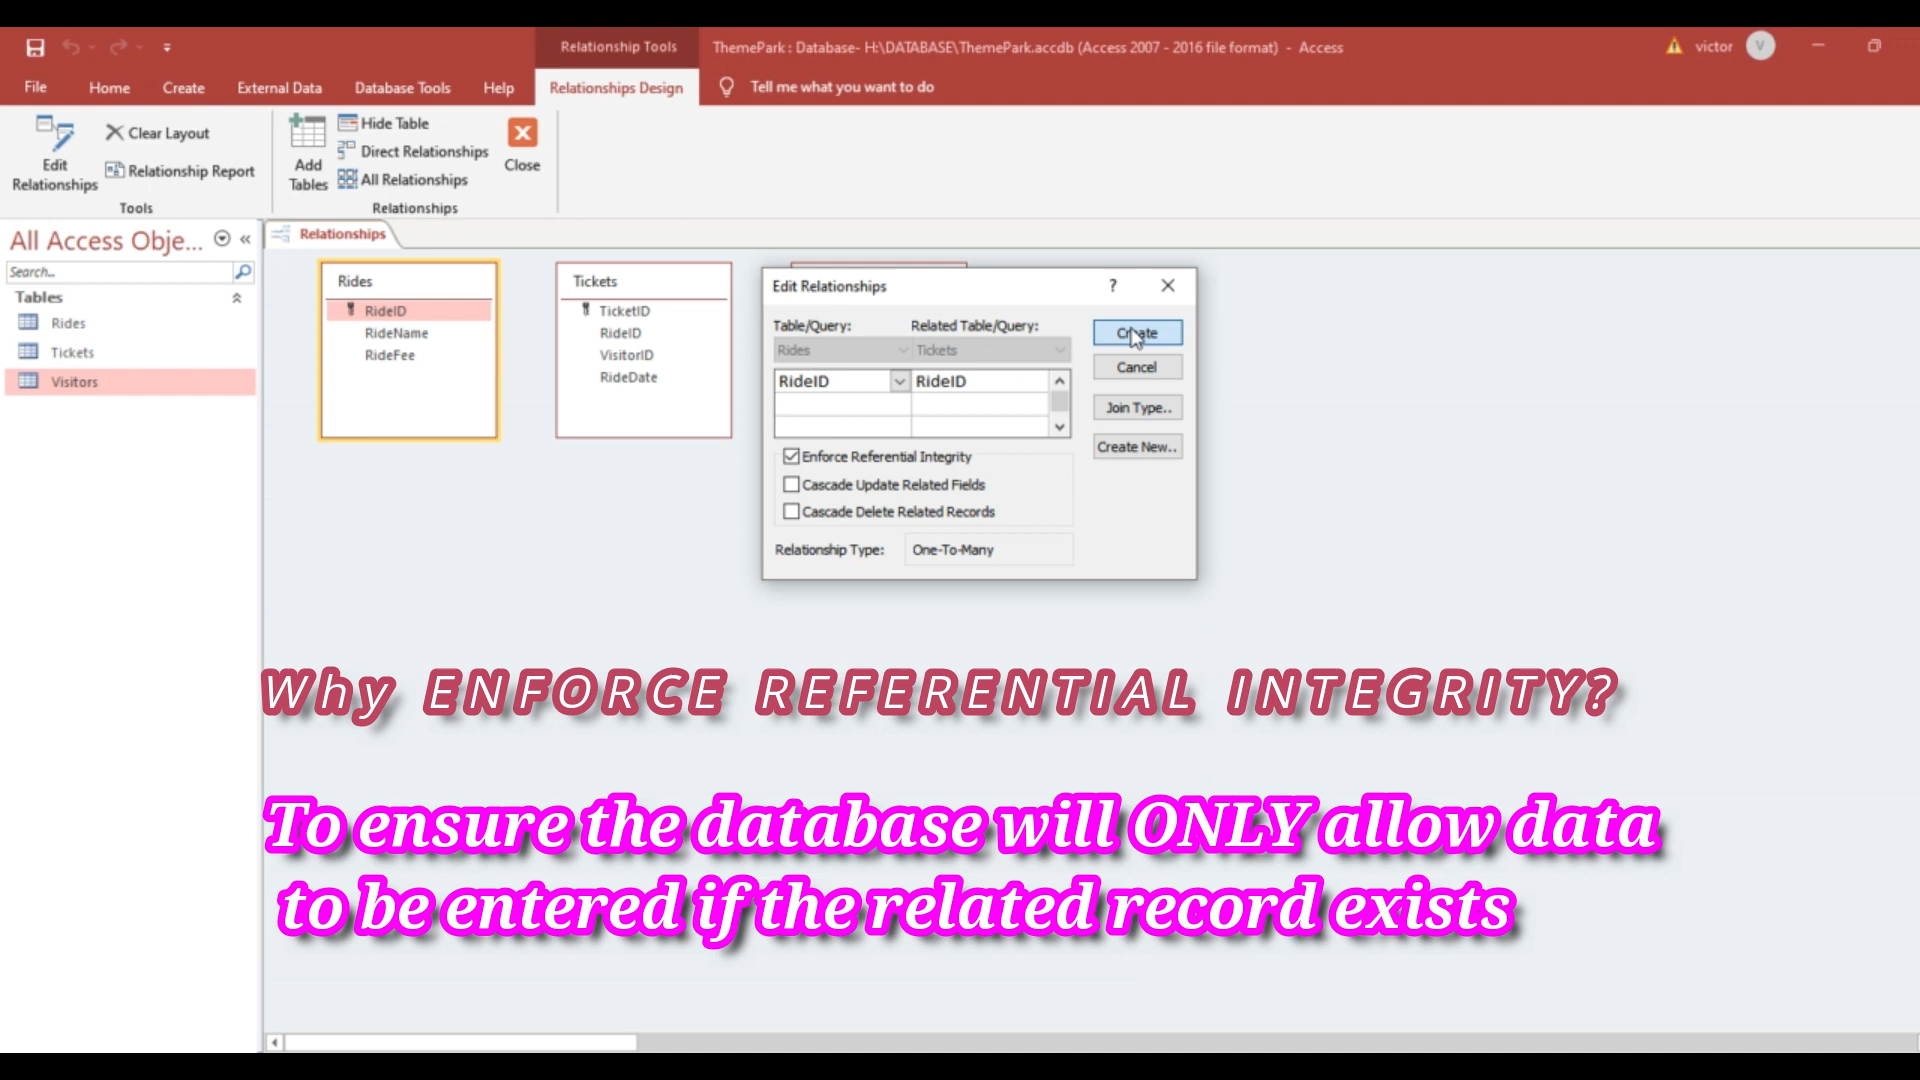 Relationship Tools
ThemePark : Database- H:\DATABASE\ThemePark.accdb (Access 2007 - 2016 file format) - Access
victor
V
File
Home
Create
External Data
Database Tools
Help
Relationships Design
Tell me what you want to do
Edit
Relationships
Clear Layout
Relationship Report
Tools
Add
Tables
Hide Table
Direct Relationships
All Relationships
Close
Relationships
All Access Obje...
Search...
Tables
Rides
Tickets
Visitors
Relationships
Rides
RideID
RideName
RideFee
Tickets
TicketID
RideID
VisitorID
RideDate
Edit Relationships
?
Table/Query:
Related Table/Query:
Rides
Tickets
RideID
RideID
Enforce Referential Integrity
Cascade Update Related Fields
Cascade Delete Related Records
Relationship Type:
One-To-Many
Create
Cancel
Join Type..
Create New..
Why ENFORCE REFERENTIAL INTEGRITY?
To ensure the database will ONLY allow data
to be entered if the related record exists